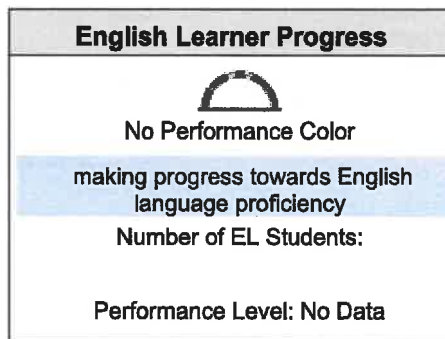 English Learner Progress
No Performance Color
making progress towards English
language proficiency
Number of EL Students:
Performance Level: No Data